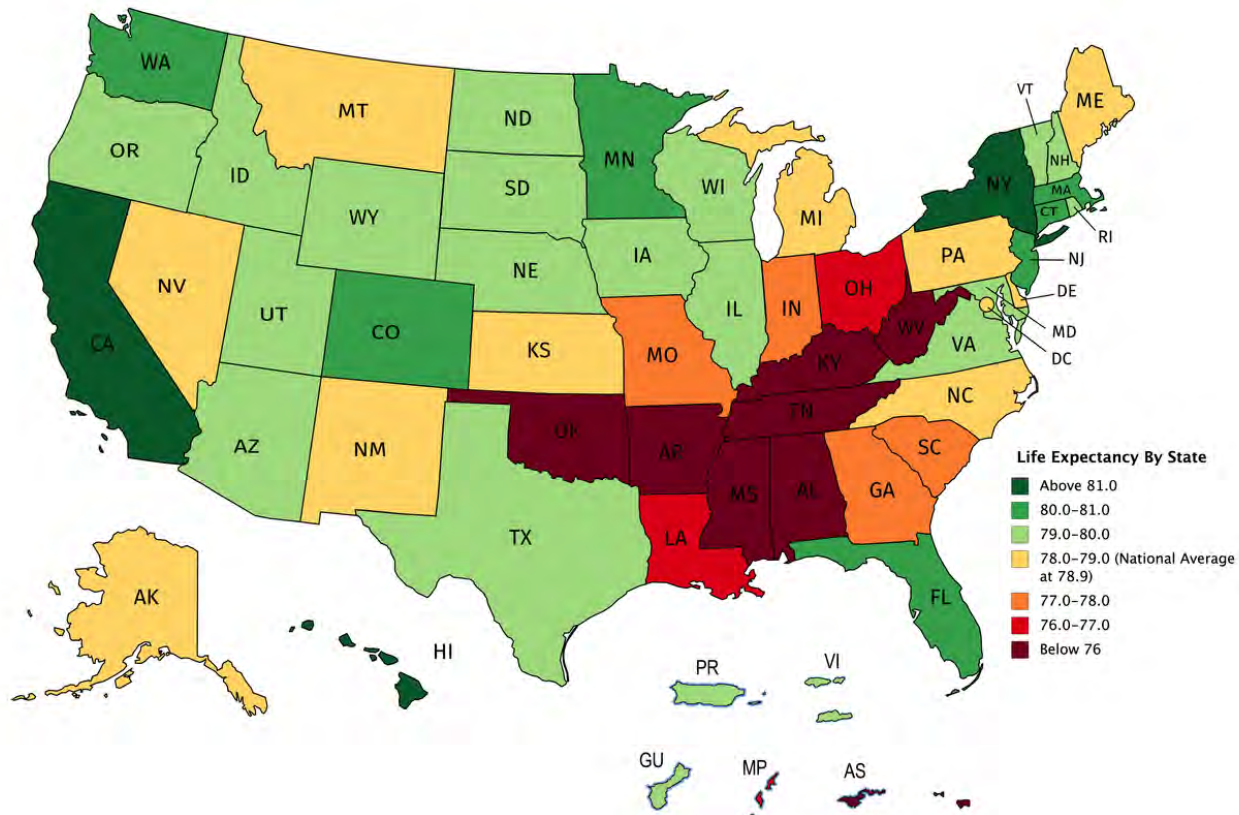 WA
MT
ND
MN
VT
ME
OR
ID
SD
WI
NH
NY
MA
WY
MI
CT
RI
IA
PA
NJ
NV
NE
OH
DE
UT
IL
IN
CA
CO
WV
MD
KS
MO
KY
VA
DC
NC
TN
AZ
NM
OK
AR
SC
MS
AL
GA
TX
LA
FL
AK
HI
Life Expectancy By State
Above 81.0
80.0–81.0
79.0–80.0
78.0–79.0 (National Average
at 78.9)
77.0–78.0
76.0–77.0
Below 76
PR
VI
GU
MP
AS